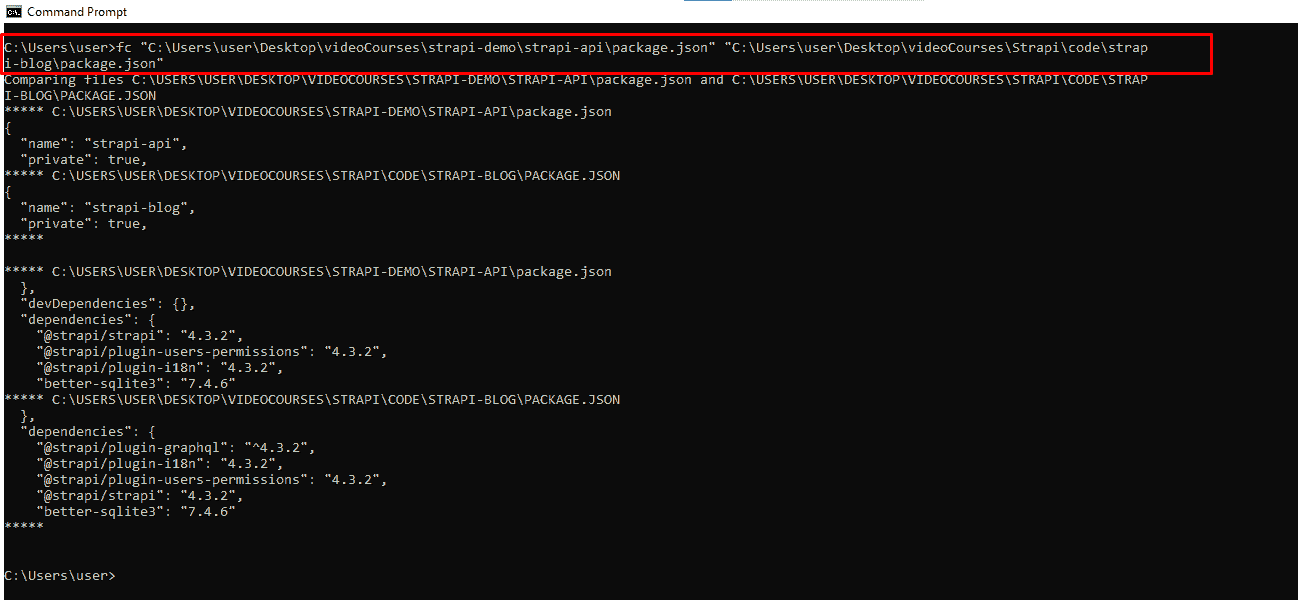 Command Prompt
C:\Users\user>fc "C:\Users\user\Desktop\videoCourses\strapi-demo\strapi-api\package.json" "C:\Users\user\Desktop\videoCourses\Strapi\code\strap
i-blog\package.json"
Comparing files C:\USERS\USER\DESKTOP\VIDEOCOURSES\STRAPI-DEMO\STRAPI-API\package.json and C:\USERS\USER\DESKTOP\VIDEOCOURSES\STRAPI\CODE\STRAP
I-BLOG\PACKAGE.JSON
***** C:\USERS\USER\DESKTOP\VIDEOCOURSES\STRAPI-DEMO\STRAPI-API\package.json
{
  "name": "strapi-api",
  "private": true,
***** C:\USERS\USER\DESKTOP\VIDEOCOURSES\STRAPI\CODE\STRAPI-BLOG\PACKAGE.JSON
{
  "name": "strapi-blog",
  "private": true,
*****
***** C:\USERS\USER\DESKTOP\VIDEOCOURSES\STRAPI-DEMO\STRAPI-API\package.json
  },
  "devDependencies": {},
  "dependencies": {
    "@strapi/strapi": "4.3.2",
    "@strapi/plugin-users-permissions": "4.3.2",
    "@strapi/plugin-i18n": "4.3.2",
    "better-sqlite3": "7.4.6"
***** C:\USERS\USER\DESKTOP\VIDEOCOURSES\STRAPI\CODE\STRAPI-BLOG\PACKAGE.JSON
  },
  "dependencies": {
    "@strapi/plugin-graphql": "^4.3.2",
    "@strapi/plugin-i18n": "4.3.2",
    "@strapi/plugin-users-permissions": "4.3.2",
    "@strapi/strapi": "4.3.2",
    "better-sqlite3": "7.4.6"
*****
C:\Users\user>